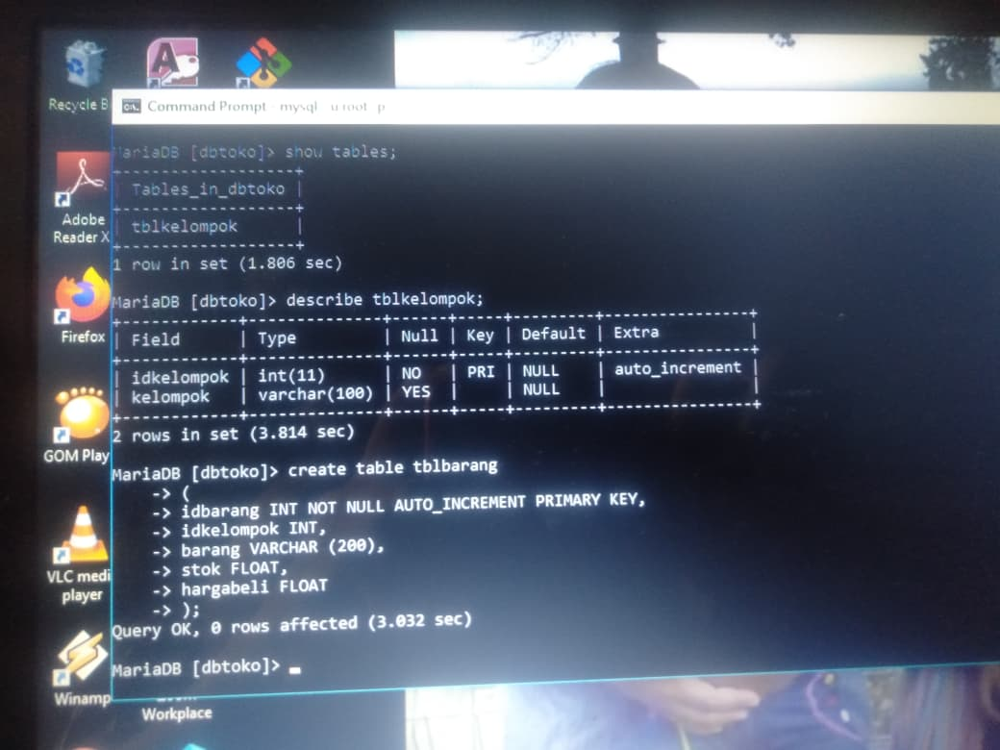 Recycle B
Command Prompt - mysql -u root -p
MariaDB [dbtoko]> show tables;
+-------------------+
| Tables_in_dbtoko |
+-------------------+
| tblkelompok |
+-------------------+
1 row in set (1.806 sec)
MariaDB [dbtoko]> describe tblkelompok;
+-------------+--------------+------+-----+---------+----------------+
| Field | Type | Null | Key | Default | Extra |
+-------------+--------------+------+-----+---------+----------------+
| idkelompok | int(11) | NO | PRI | NULL | auto_increment |
| kelompok | varchar(100) | YES | | NULL | |
+-------------+--------------+------+-----+---------+----------------+
2 rows in set (3.814 sec)
MariaDB [dbtoko]> create table tblbarang
-> (
-> idbarang INT NOT NULL AUTO_INCREMENT PRIMARY KEY,
-> idkelompok INT,
-> barang VARCHAR (200),
-> stok FLOAT,
-> hargabeli FLOAT
-> );
Query OK, 0 rows affected (3.032 sec)
MariaDB [dbtoko]>
Adobe
Reader X
Firefox
GOM Play
VLC medi
player
Winamp
Workplace